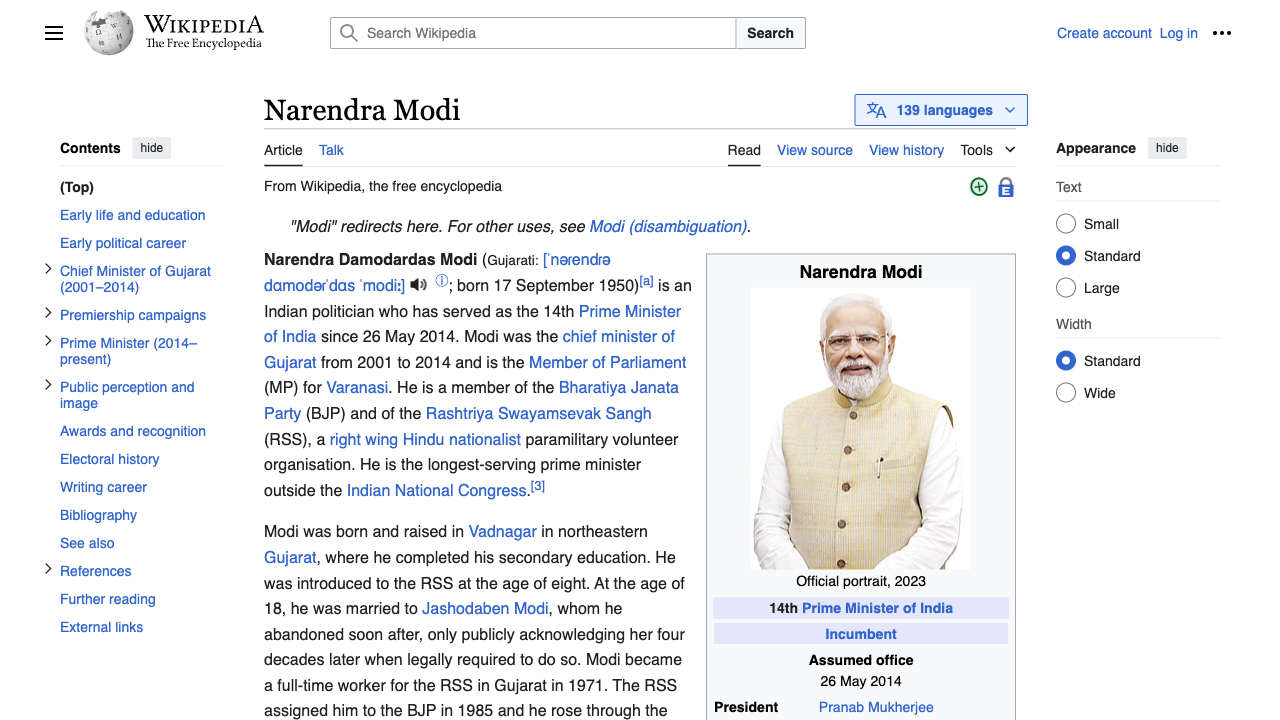 WIKIPEDIA
The Free Encyclopedia
Search Wikipedia
Search
Create account Log in
Contents hide
(Top)
Early life and education
Early political career
Chief Minister of Gujarat
(2001–2014)
Premiership campaigns
Prime Minister (2014–
present)
Public perception and
image
Awards and recognition
Electoral history
Writing career
Bibliography
See also
References
Further reading
External links
Narendra Modi
139 languages
Article Talk
Read View source View history Tools
From Wikipedia, the free encyclopedia
"Modi" redirects here. For other uses, see Modi (disambiguation).
Narendra Damodardas Modi (Gujarati: [ˈnəɾendɾə
dɑmodəɾˈdɑs ˈmodiː] ⓘ; born 17 September 1950)[a] is an
Indian politician who has served as the 14th Prime Minister
of India since 26 May 2014. Modi was the chief minister of
Gujarat from 2001 to 2014 and is the Member of Parliament
(MP) for Varanasi. He is a member of the Bharatiya Janata
Party (BJP) and of the Rashtriya Swayamsevak Sangh
(RSS), a right wing Hindu nationalist paramilitary volunteer
organisation. He is the longest-serving prime minister
outside the Indian National Congress.[3]
Modi was born and raised in Vadnagar in northeastern
Gujarat, where he completed his secondary education. He
was introduced to the RSS at the age of eight. At the age of
18, he was married to Jashodaben Modi, whom he
abandoned soon after, only publicly acknowledging her four
decades later when legally required to do so. Modi became
a full-time worker for the RSS in Gujarat in 1971. The RSS
assigned him to the BJP in 1985 and he rose through the
Narendra Modi
Official portrait, 2023
14th Prime Minister of India
Incumbent
Assumed office
26 May 2014
President Pranab Mukherjee
Appearance hide
Text
Small
Standard
Large
Width
Standard
Wide